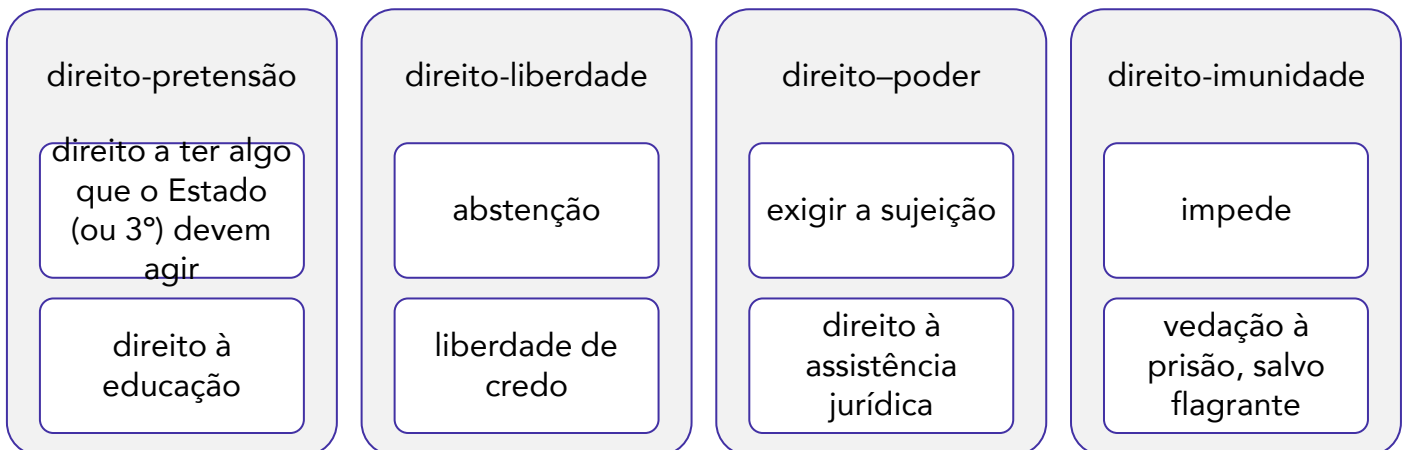 direito-pretensão
direito a ter algo
que o Estado
(ou 3º) devem
agir
direito à
educação
direito-liberdade
abstenção
liberdade de
credo
direito–poder
exigir a sujeição
direito à
assistência
jurídica
direito-imunidade
impede
vedação à
prisão, salvo
flagrante